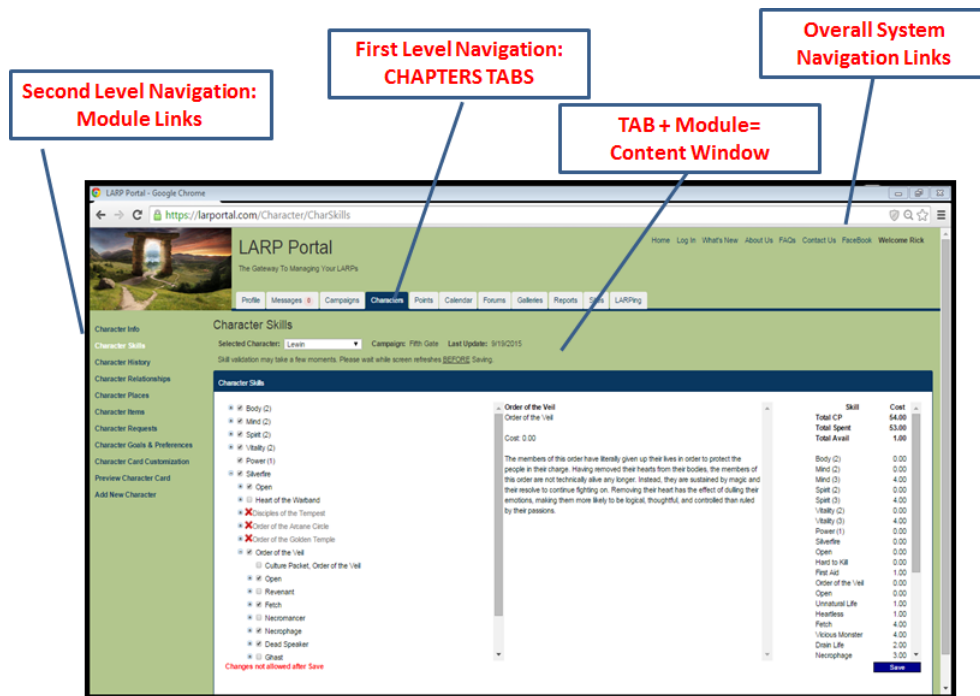 Overall System
Navigation Links
First Level Navigation:
CHAPTERS TABS
Second Level Navigation:
Module Links
TAB + Module=
Content Window
LARP Portal - Google Chrome
https://larportal.com/Character/CharSkills
LARP Portal
The Gateway To Managing Your LARPs
Home Log In What's New About Us FAQs Contact Us FaceBook Welcome Rick
Profile Messages 0 Campaigns Characters Points Calendar Forums Galleries Reports LARPing
Character Info
Character Skills
Character History
Character Relationships
Character Places
Character Items
Character Requests
Character Goals & Preferences
Character Card Customization
Preview Character Card
Add New Character
Character Skills
Selected Character: Lewin Campaign: Fifth Gate Last Update: 9/19/2015
Skill validation may take a few moments. Please wait while screen refreshes BEFORE Saving.
Character Skills
Body (2)
Mind (2)
Spirit (2)
Vitality (2)
Power (1)
Silverfire
Open
Heart of the Warband
Disciples of the Tempest
Order of the Arcane Circle
Order of the Golden Temple
Order of the Veil
Culture Packet, Order of the Veil
Open
Revenant
Fetch
Necromancer
Necrophage
Dead Speaker
Ghast
Changes not allowed after Save
Order of the Veil
Order of the Veil
Cost: 0.00
The members of this order have literally given up their lives in order to protect the
people in their charge. Having removed their hearts from their bodies, the members of
this order are not technically alive any longer. Instead, they are sustained by magic and
their resolve to continue fighting on. Removing their heart has the effect of dulling their
emotions, making them more likely to be logical, thoughtful, and controlled than ruled
by their passions.
Skill Cost
Total CP 54.00
Total Spent 53.00
Total Avail 1.00
Body (2) 0.00
Mind (2) 0.00
Mind (3) 4.00
Spirit (2) 0.00
Spirit (3) 4.00
Vitality (2) 0.00
Vitality (3) 4.00
Power (1) 0.00
Silverfire 0.00
Open 0.00
Hard to Kill 0.00
First Aid 1.00
Order of the Veil 0.00
Open 0.00
Unnatural Life 1.00
Heartless 1.00
Fetch 4.00
Vicious Monster 4.00
Drain Life 2.00
Necrophage 3.00
Save